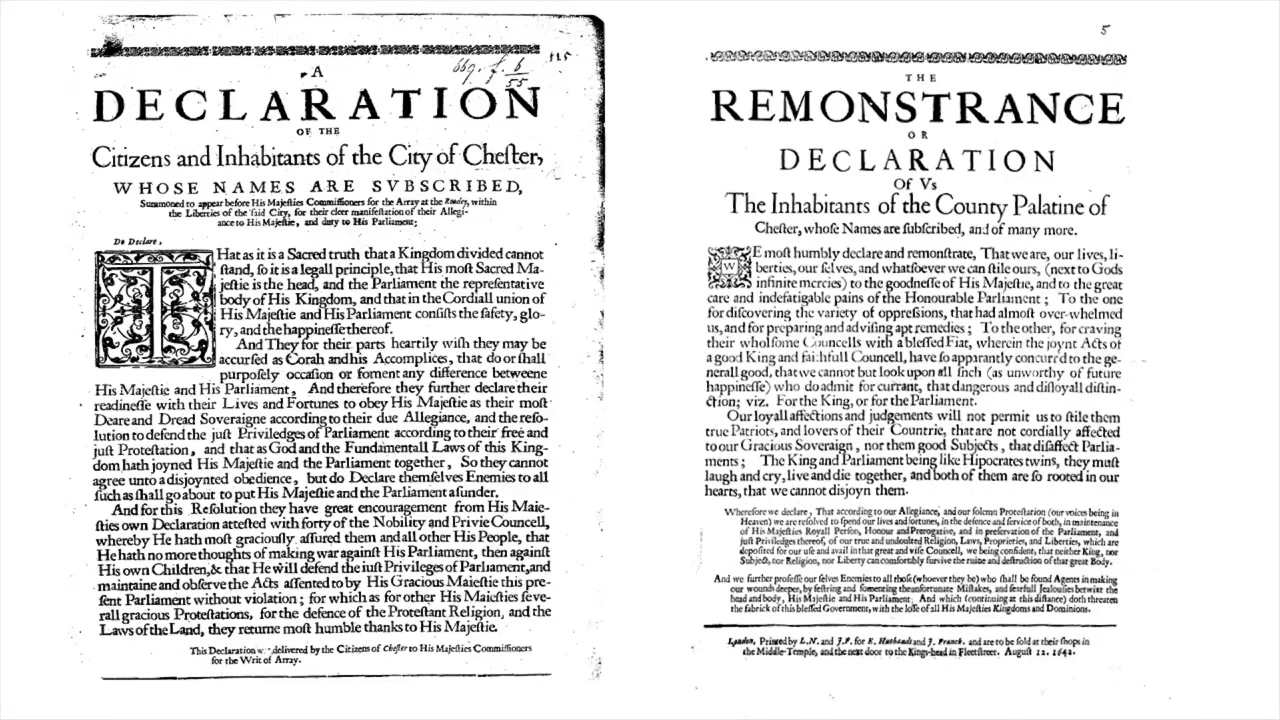 A
DECLARATION
OF THE
Citizens and Inhabitants of the City of Cheſter,
WHOSE NAMES ARE SVBSCRIBED,
Summoned to appear before His Majeſties Commiſſioners for the Array at the Roodey, within
the Liberties of the ſaid City, for their cleer manifeſtation of their Allegi-
ance to His Majeſtie, and duty to His Parliament;
Do Declare,
THat as it is a Sacred truth that a Kingdom divided cannot
ſtand, ſo it is a legall principle, that His moſt Sacred Ma-
jeſtie is the head, and the Parliament the repreſentative
body of His Kingdom, and that in the Cordiall union of
His Majeſtie and His Parliament conſiſts the ſafety, glo-
ry, and the happineſſe thereof.
And They for their parts heartily wiſh they may be
accurſed as Corah and his Accomplices, that do or ſhall
purpoſely occaſion or foment any difference betweene
His Majeſtie and His Parliament, And therefore they further declare their
readineſſe with their Lives and Fortunes to obey His Majeſtie as their moſt
Deare and Dread Soveraigne according to their due Allegiance, and the reſo-
lution to defend the juſt Priviledges of Parliament according to their free and
juſt Proteſtation, and that as God and the Fundamentall Laws of this King-
dom hath joyned His Majeſtie and the Parliament together, So they cannot
agree unto a disjoynted obedience, but do Declare themſelves Enemies to all
ſuch as ſhall go about to put His Majeſtie and the Parliament aſunder.
And for this Reſolution they have great encouragement from His Maie-
ſties own Declaration atteſted with forty of the Nobility and Privie Councell,
whereby He hath moſt graciouſly aſſured them and all other His People, that
He hath no more thoughts of making war againſt His Parliament, then againſt
His own Children, & that He will defend the iuſt Privileges of Parliament, and
maintaine and obſerve the Acts aſſented to by His Gracious Maieſtie this pre-
ſent Parliament without violation; for which as for other His Maieſties ſeve-
rall gracious Proteſtations, for the defence of the Proteſtant Religion, and the
Laws of the Land, they returne moſt humble thanks to His Majeſtie.
This Declaration delivered by the Citizens of Cheſter to His Majeſties Commiſſioners
for the Writ of Array.
669. f. 6/55
115
5
THE
REMONSTRANCE
OR
DECLARATION
Of Vs
The Inhabitants of the County Palatine of
Cheſter, whoſe Names are ſubſcribed, and of many more.
WE moſt humbly declare and remonſtrate, That we are, our lives, li-
berties, our ſelves, and whatſoever we can ſtile ours, (next to Gods
infinite mercies) to the goodneſſe of His Majeſtie, and to the great
care and indefatigable pains of the Honourable Parliament; To the one
for diſcovering the variety of oppreſsions, that had almoſt over-whelmed
us, and for preparing and adviſing apt remedies; To the other, for craving
their wholſome Councells with a bleſſed Fiat, wherein the joynt Acts of
a good King and faithfull Councell, have ſo apparantly concurrd to the ge-
nerall good, that we cannot but look upon all ſuch (as unworthy of future
happineſſe) who do admit for currant, that dangerous and diſloyall diſtin-
ction; viz. For the King, or for the Parliament.
Our loyall affections and judgements will not permit us to ſtile them
true Patriots, and lovers of their Countrie, that are not cordially affected
to our Gracious Soveraign, nor them good Subjects, that diſaffect Parlia-
ments; The King and Parliament being like Hipocrates twins, they muſt
laugh and cry, live and die together, and both of them are ſo rooted in our
hearts, that we cannot disjoyn them.
Wherefore we declare, That according to our Allegiance, and our ſolemn Proteſtation (our voices being in
Heaven) we are reſolved to ſpend our lives and fortunes, in the defence and ſervice of both, in maintenance
of His Majeſties Royall Perſon, Honour and Prerogative; and in preſervation of the Parliament, and
juſt Priviledges thereof, of our true and undoubted Religion, Laws, Proprieties, and Liberties, which are
depoſited for our uſe and avail in that great and wiſe Councell, we being confident, that neither King, nor
Subject, nor Religion, nor Liberty can comfortably ſurvive the ruine and deſtruction of that great Body.
And we further profeſſe our ſelves Enemies to all thoſe (whoever they be) who ſhall be found Agents in making
our wounds deeper, by feſtring and fomenting the unfortunate Miſtakes, and fearfull Jealouſies betwixt the
head and body, His Majeſtie and His Parliament; And which (continuing at this diſtance) doth threaten
the fabrick of this bleſſed Government, with the loſſe of all His Majeſties Kingdoms and Dominions.
London, Printed by L.N. and J.F. for E. Husbands and J. Franck. and are to be ſold at their ſhops in
the Middle-Temple, and the next door to the Kings-head in Fleetſtreet. Auguſt 12. 1642.